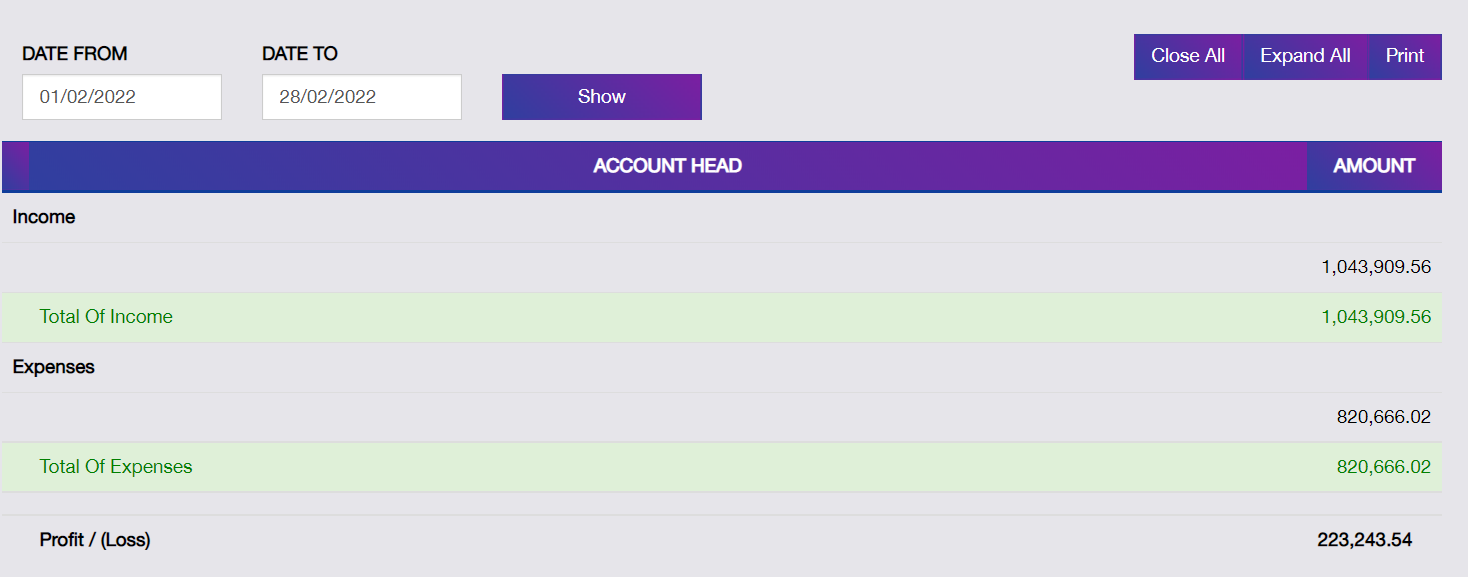 DATE FROM DATE TO
Close All Expand All Print
01/02/2022 28/02/2022 Show
ACCOUNT HEAD AMOUNT
Income
1,043,909.56
Total Of Income 1,043,909.56
Expenses
820,666.02
Total Of Expenses 820,666.02
Profit / (Loss) 223,243.54